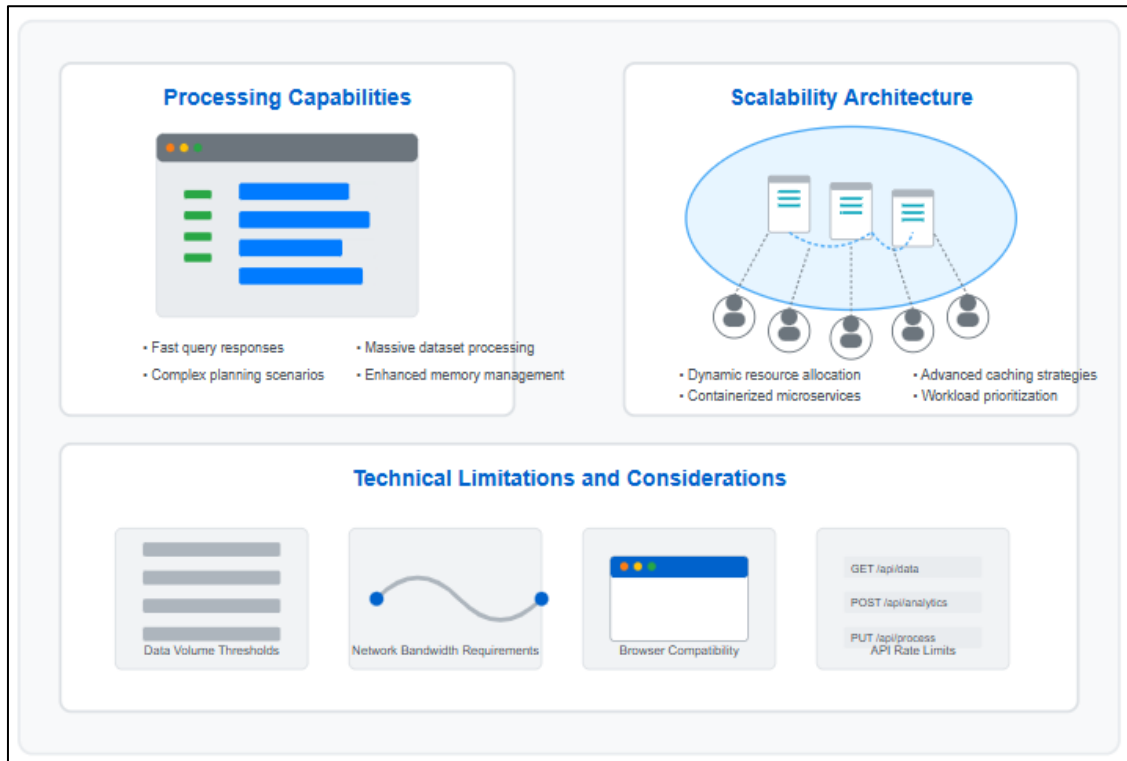 Processing Capabilities
• Fast query responses
• Massive dataset processing
• Complex planning scenarios
• Enhanced memory management
Scalability Architecture
• Dynamic resource allocation
• Advanced caching strategies
• Containerized microservices
• Workload prioritization
Technical Limitations and Considerations
Data Volume Thresholds
Network Bandwidth Requirements
Browser Compatibility
GET /api/data
POST /api/analytics
PUT /api/process
API Rate Limits